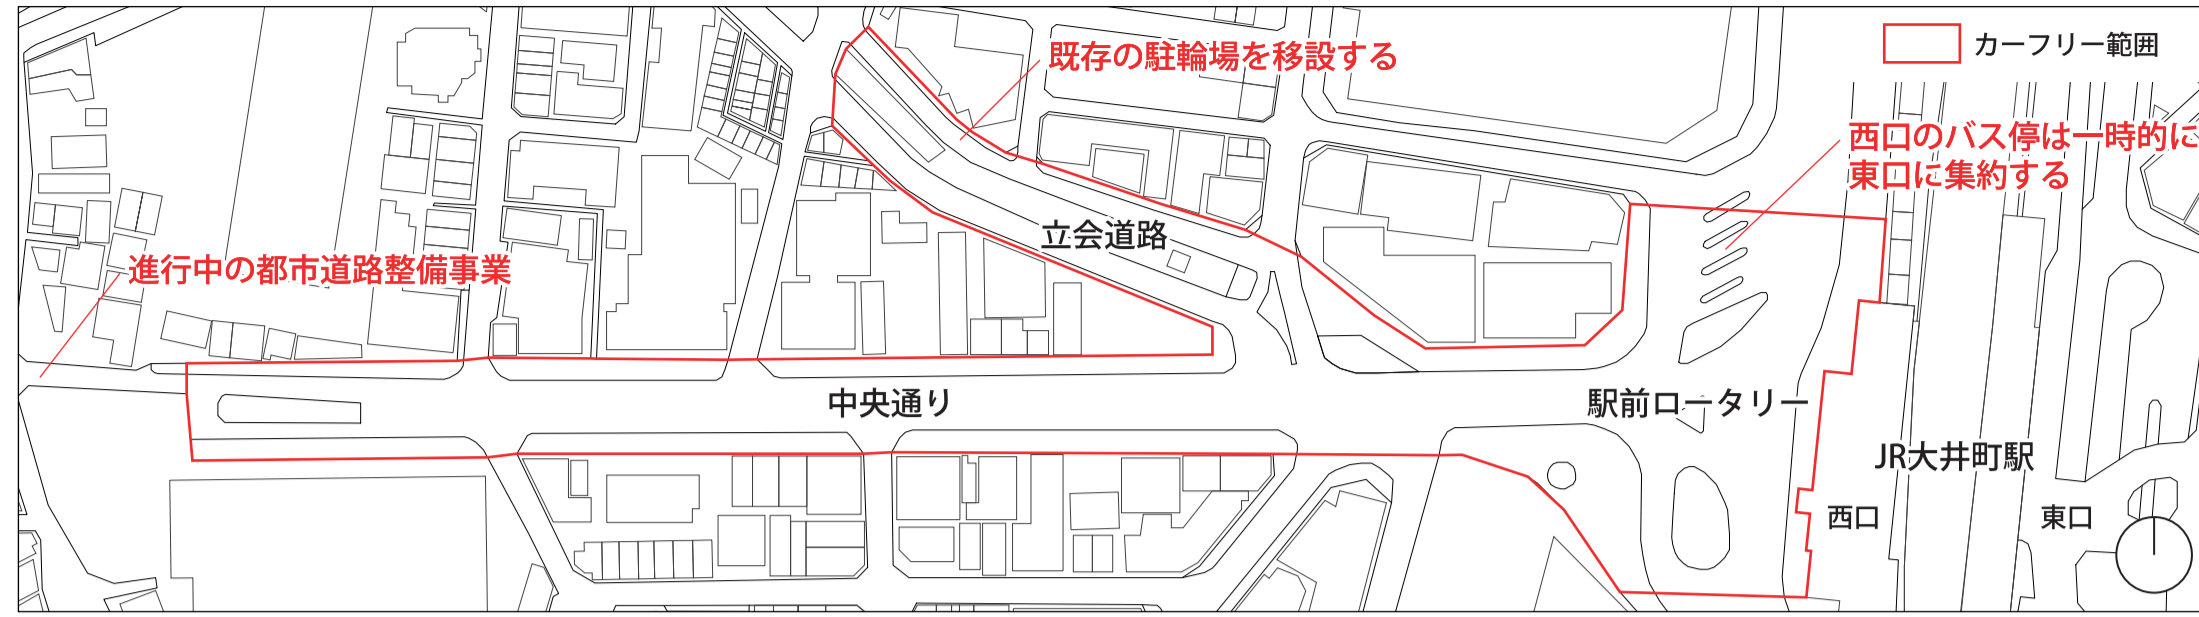 カーフリー範囲
既存の駐輪場を移設する
西口のバス停は一時的に
東口に集約する
立会道路
進行中の都市道路整備事業
中央通り
駅前ロータリー
JR大井町駅
西口
東口